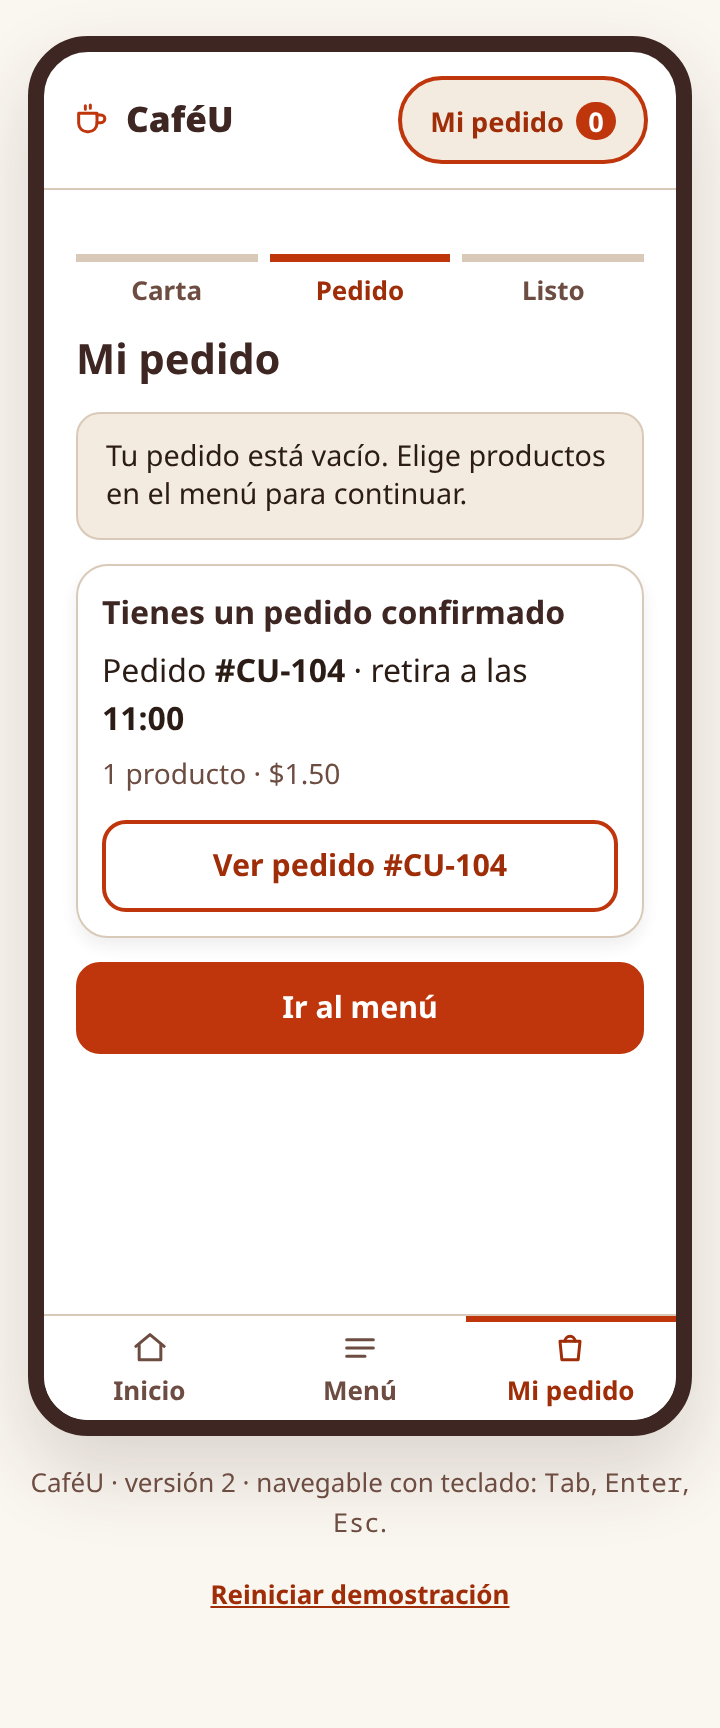 CaféU
Mi pedido 0
Carta
Pedido
Listo
Mi pedido
Tu pedido está vacío. Elige productos
en el menú para continuar.
Tienes un pedido confirmado
Pedido #CU-104 · retira a las
11:00
1 producto · $1.50
Ver pedido #CU-104
Ir al menú
Inicio
Menú
Mi pedido
CaféU · versión 2 · navegable con teclado: Tab, Enter,
Esc.
Reiniciar demostración